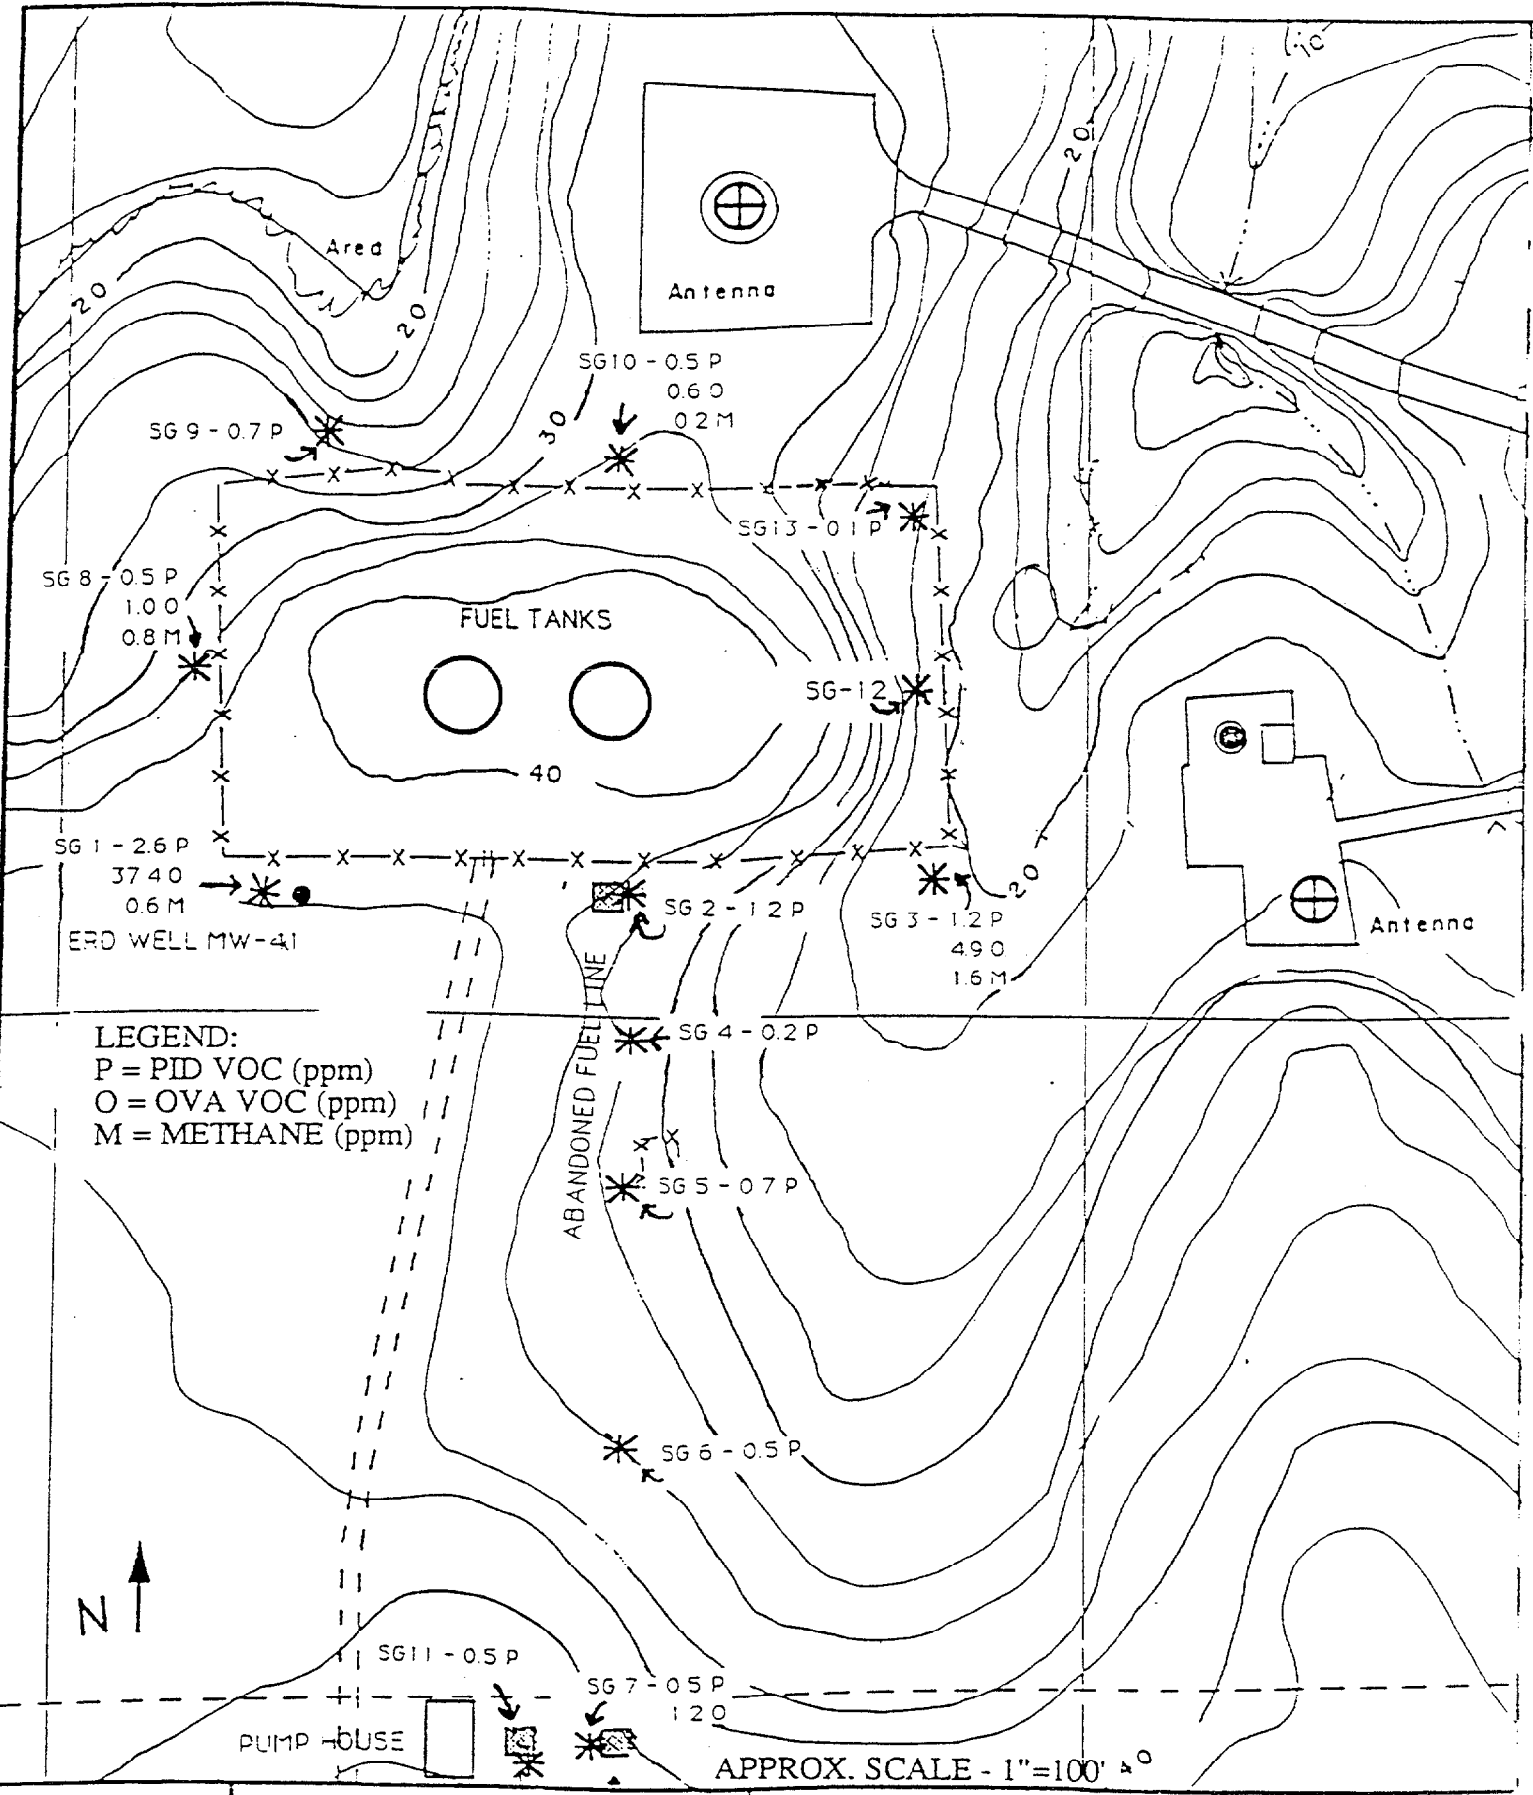 10
20
Area
20
20
Antenna
SG10 - 0.5 P
0.6 O
0.2 M
SG 9 - 0.7 P
30
SG13 - 0.1 P
SG 8 - 0.5 P
1.0 O
0.8 M
FUEL TANKS
SG-12
40
SG 1 - 2.6 P
374 O
0.6 M
ERD WELL MW-41
SG 2 - 1.2 P
SG 3 - 1.2 P
4.9 O
1.6 M
20
Antenna
ABANDONED FUEL LINE
SG 4 - 0.2 P
LEGEND:
P = PID VOC (ppm)
O = OVA VOC (ppm)
M = METHANE (ppm)
SG 5 - 0.7 P
SG 6 - 0.5 P
N
SG11 - 0.5 P
SG 7 - 0.5 P
1.2 O
PUMP HOUSE
APPROX. SCALE - 1"=100'
40